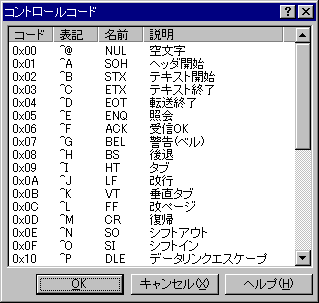 コントロールコード
コード 表記 名前 説明
0x00 ^@ NUL 空文字
0x01 ^A SOH ヘッダ開始
0x02 ^B STX テキスト開始
0x03 ^C ETX テキスト終了
0x04 ^D EOT 転送終了
0x05 ^E ENQ 照会
0x06 ^F ACK 受信OK
0x07 ^G BEL 警告(ベル)
0x08 ^H BS 後退
0x09 ^I HT タブ
0x0A ^J LF 改行
0x0B ^K VT 垂直タブ
0x0C ^L FF 改ページ
0x0D ^M CR 復帰
0x0E ^N SO シフトアウト
0x0F ^O SI シフトイン
0x10 ^P DLE データリンクエスケープ
OK キャンセル(X) ヘルプ(H)